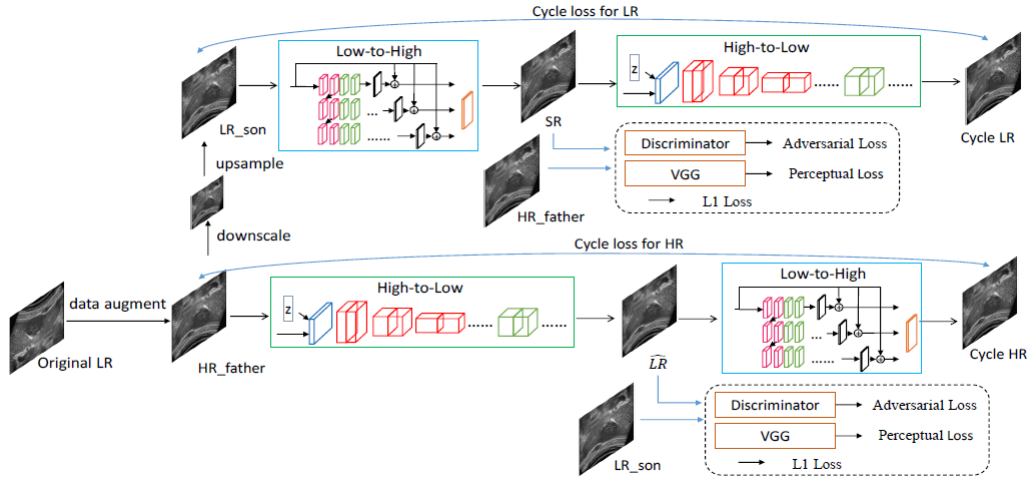 Cycle loss for LR
Low-to-High
High-to-Low
z
......
......
...
......
LR_son
SR
Cycle LR
upsample
Discriminator
Adversarial Loss
VGG
Perceptual Loss
L1 Loss
HR_father
downscale
Cycle loss for HR
High-to-Low
Low-to-High
data augment
z
......
......
...
......
Original LR
HR_father
\widehat{LR}
Cycle HR
Discriminator
Adversarial Loss
VGG
Perceptual Loss
L1 Loss
LR_son